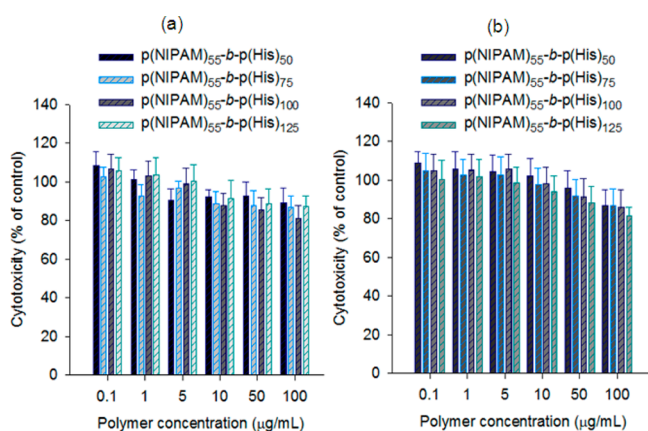 (a)
p(NIPAM)55-b-p(His)50
p(NIPAM)55-b-p(His)75
p(NIPAM)55-b-p(His)100
p(NIPAM)55-b-p(His)125
140
120
100
80
60
40
20
0
Cytotoxicity (% of control)
0.1 1 5 10 50 100
Polymer concentration (μg/mL)
(b)
p(NIPAM)55-b-p(His)50
p(NIPAM)55-b-p(His)75
p(NIPAM)55-b-p(His)100
p(NIPAM)55-b-p(His)125
140
120
100
80
60
40
20
0
Cytotoxicity (% of control)
0.1 1 5 10 50 100
Polymer concentration (μg/mL)